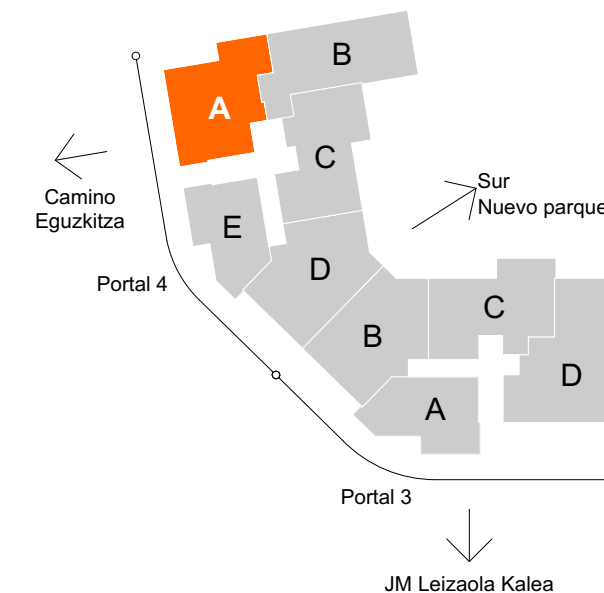 B
A
C
Sur
Nuevo parque
Camino
Eguzkitza
E
D
Portal 4
C
B
D
A
Portal 3
JM Leizaola Kalea